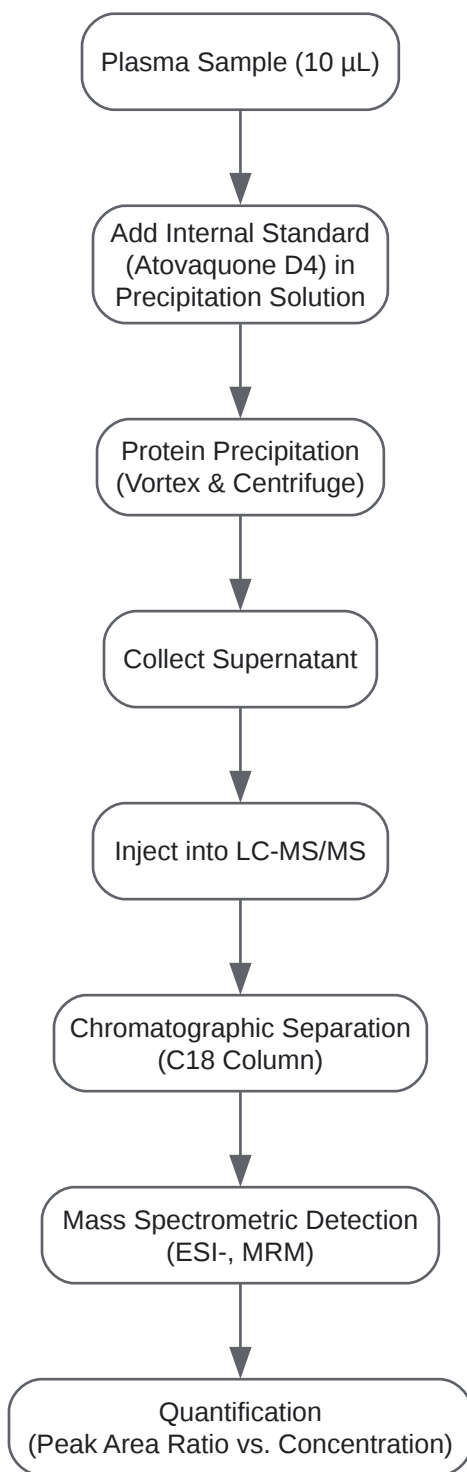 Plasma Sample (10 µL)
Add Internal Standard
(Atovaquone D4) in
Precipitation Solution
Protein Precipitation
(Vortex & Centrifuge)
Collect Supernatant
Inject into LC-MS/MS
Chromatographic Separation
(C18 Column)
Mass Spectrometric Detection
(ESI-, MRM)
Quantification
(Peak Area Ratio vs. Concentration)